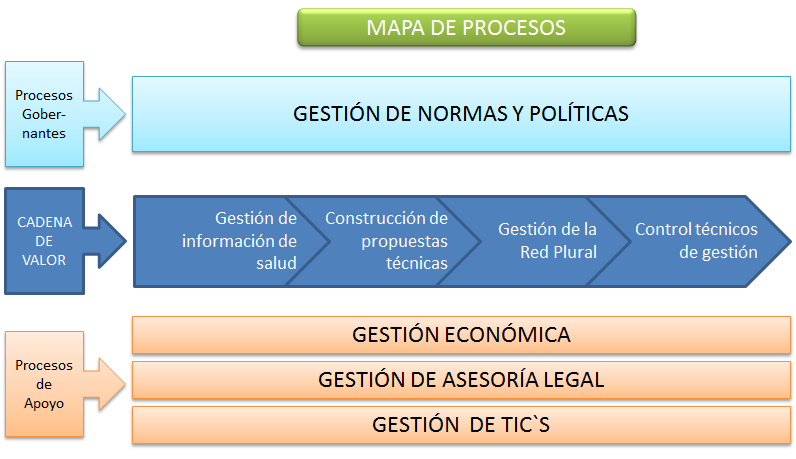 MAPA DE PROCESOS
Procesos
Gober-
nantes
GESTIÓN DE NORMAS Y POLÍTICAS
CADENA
DE
VALOR
Gestión de
información de
salud
Construcción de
propuestas
técnicas
Gestión de la
Red Plural
Control técnicos
de gestión
Procesos
de
Apoyo
GESTIÓN ECONÓMICA
GESTIÓN DE ASESORÍA LEGAL
GESTIÓN DE TIC`S